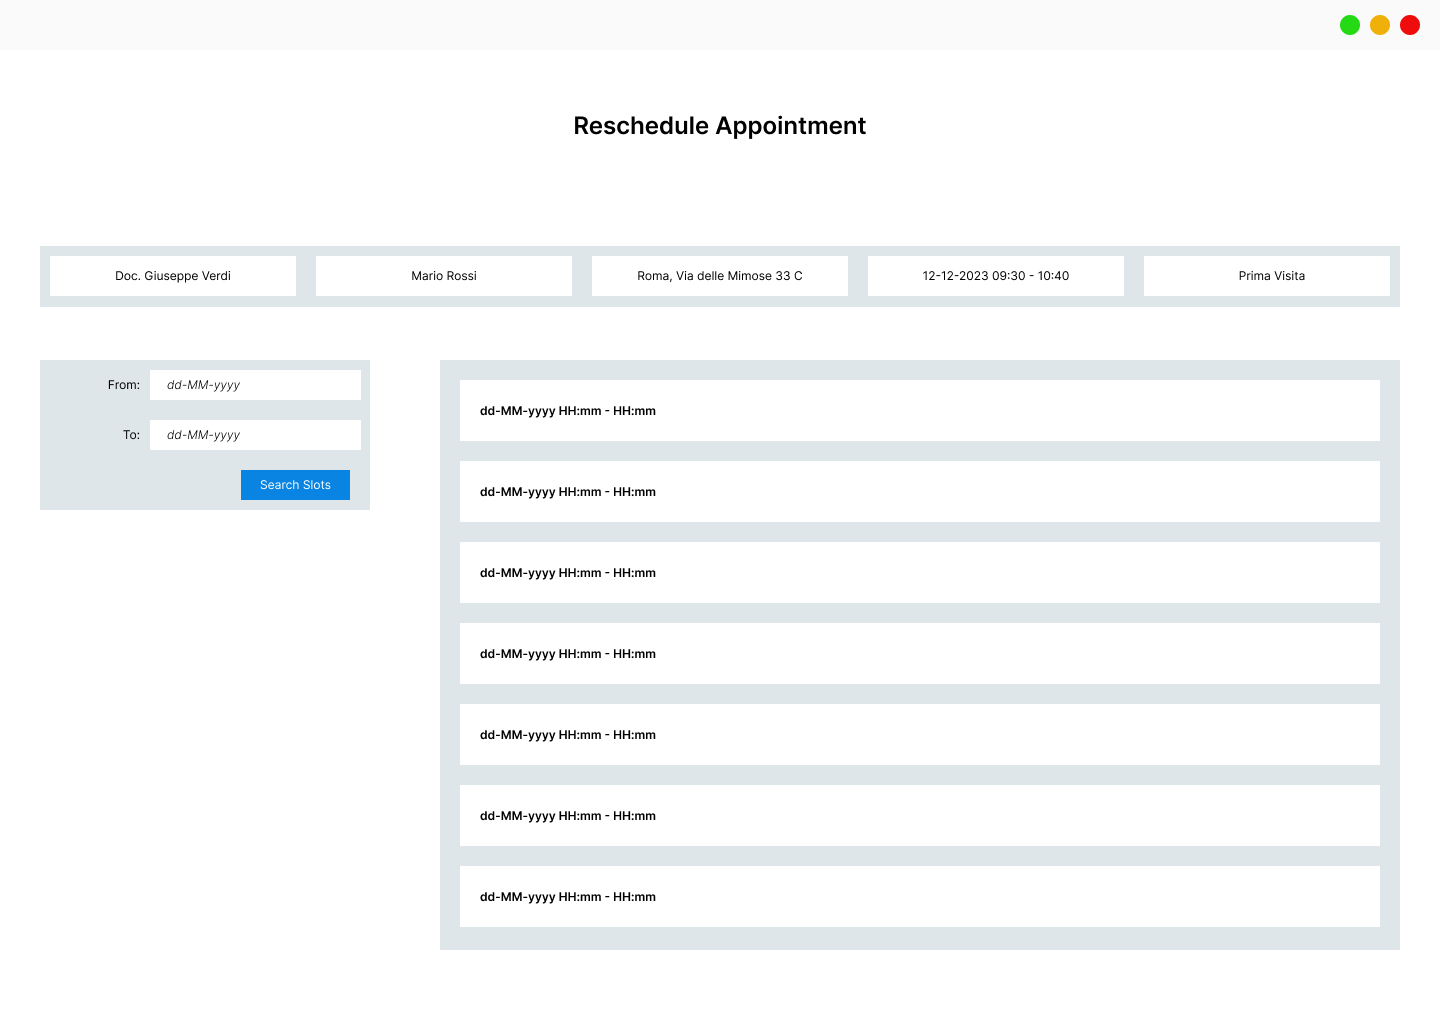 Reschedule Appointment
Doc. Giuseppe Verdi
Mario Rossi
Roma, Via delle Mimose 33 C
12-12-2023 09:30 - 10:40
Prima Visita
From: dd-MM-yyyy
To: dd-MM-yyyy
Search Slots
dd-MM-yyyy HH:mm - HH:mm
dd-MM-yyyy HH:mm - HH:mm
dd-MM-yyyy HH:mm - HH:mm
dd-MM-yyyy HH:mm - HH:mm
dd-MM-yyyy HH:mm - HH:mm
dd-MM-yyyy HH:mm - HH:mm
dd-MM-yyyy HH:mm - HH:mm